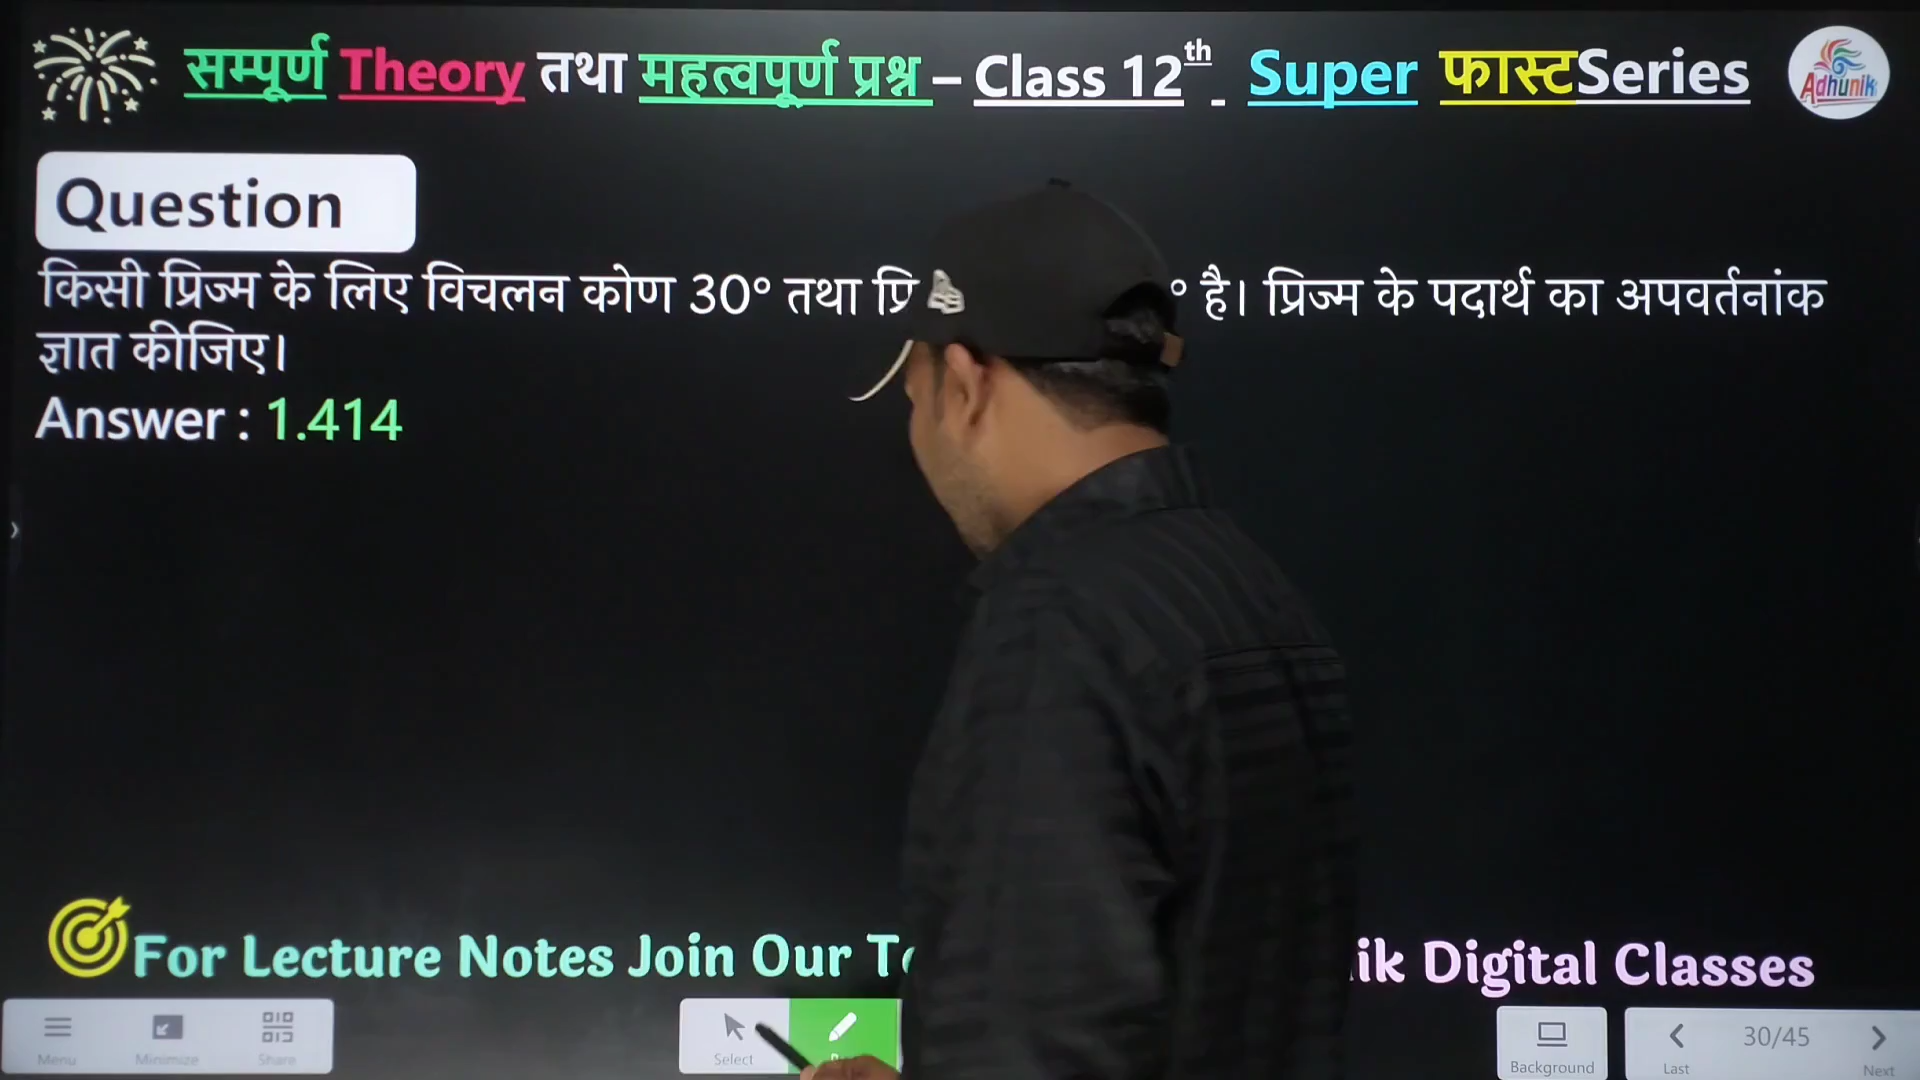 सम्पूर्ण Theory तथा महत्वपूर्ण प्रश्न – Class 12th - Super फास्टSeries
Adhunik
Question
किसी प्रिज्म के लिए विचलन कोण 30° तथा ° है। प्रिज्म के पदार्थ का अपवर्तनांक
ज्ञात कीजिए।
Answer : 1.414
For Lecture Notes Join Our Digital Classes
Menu Minimize Share Select Background Last 30/45 Next